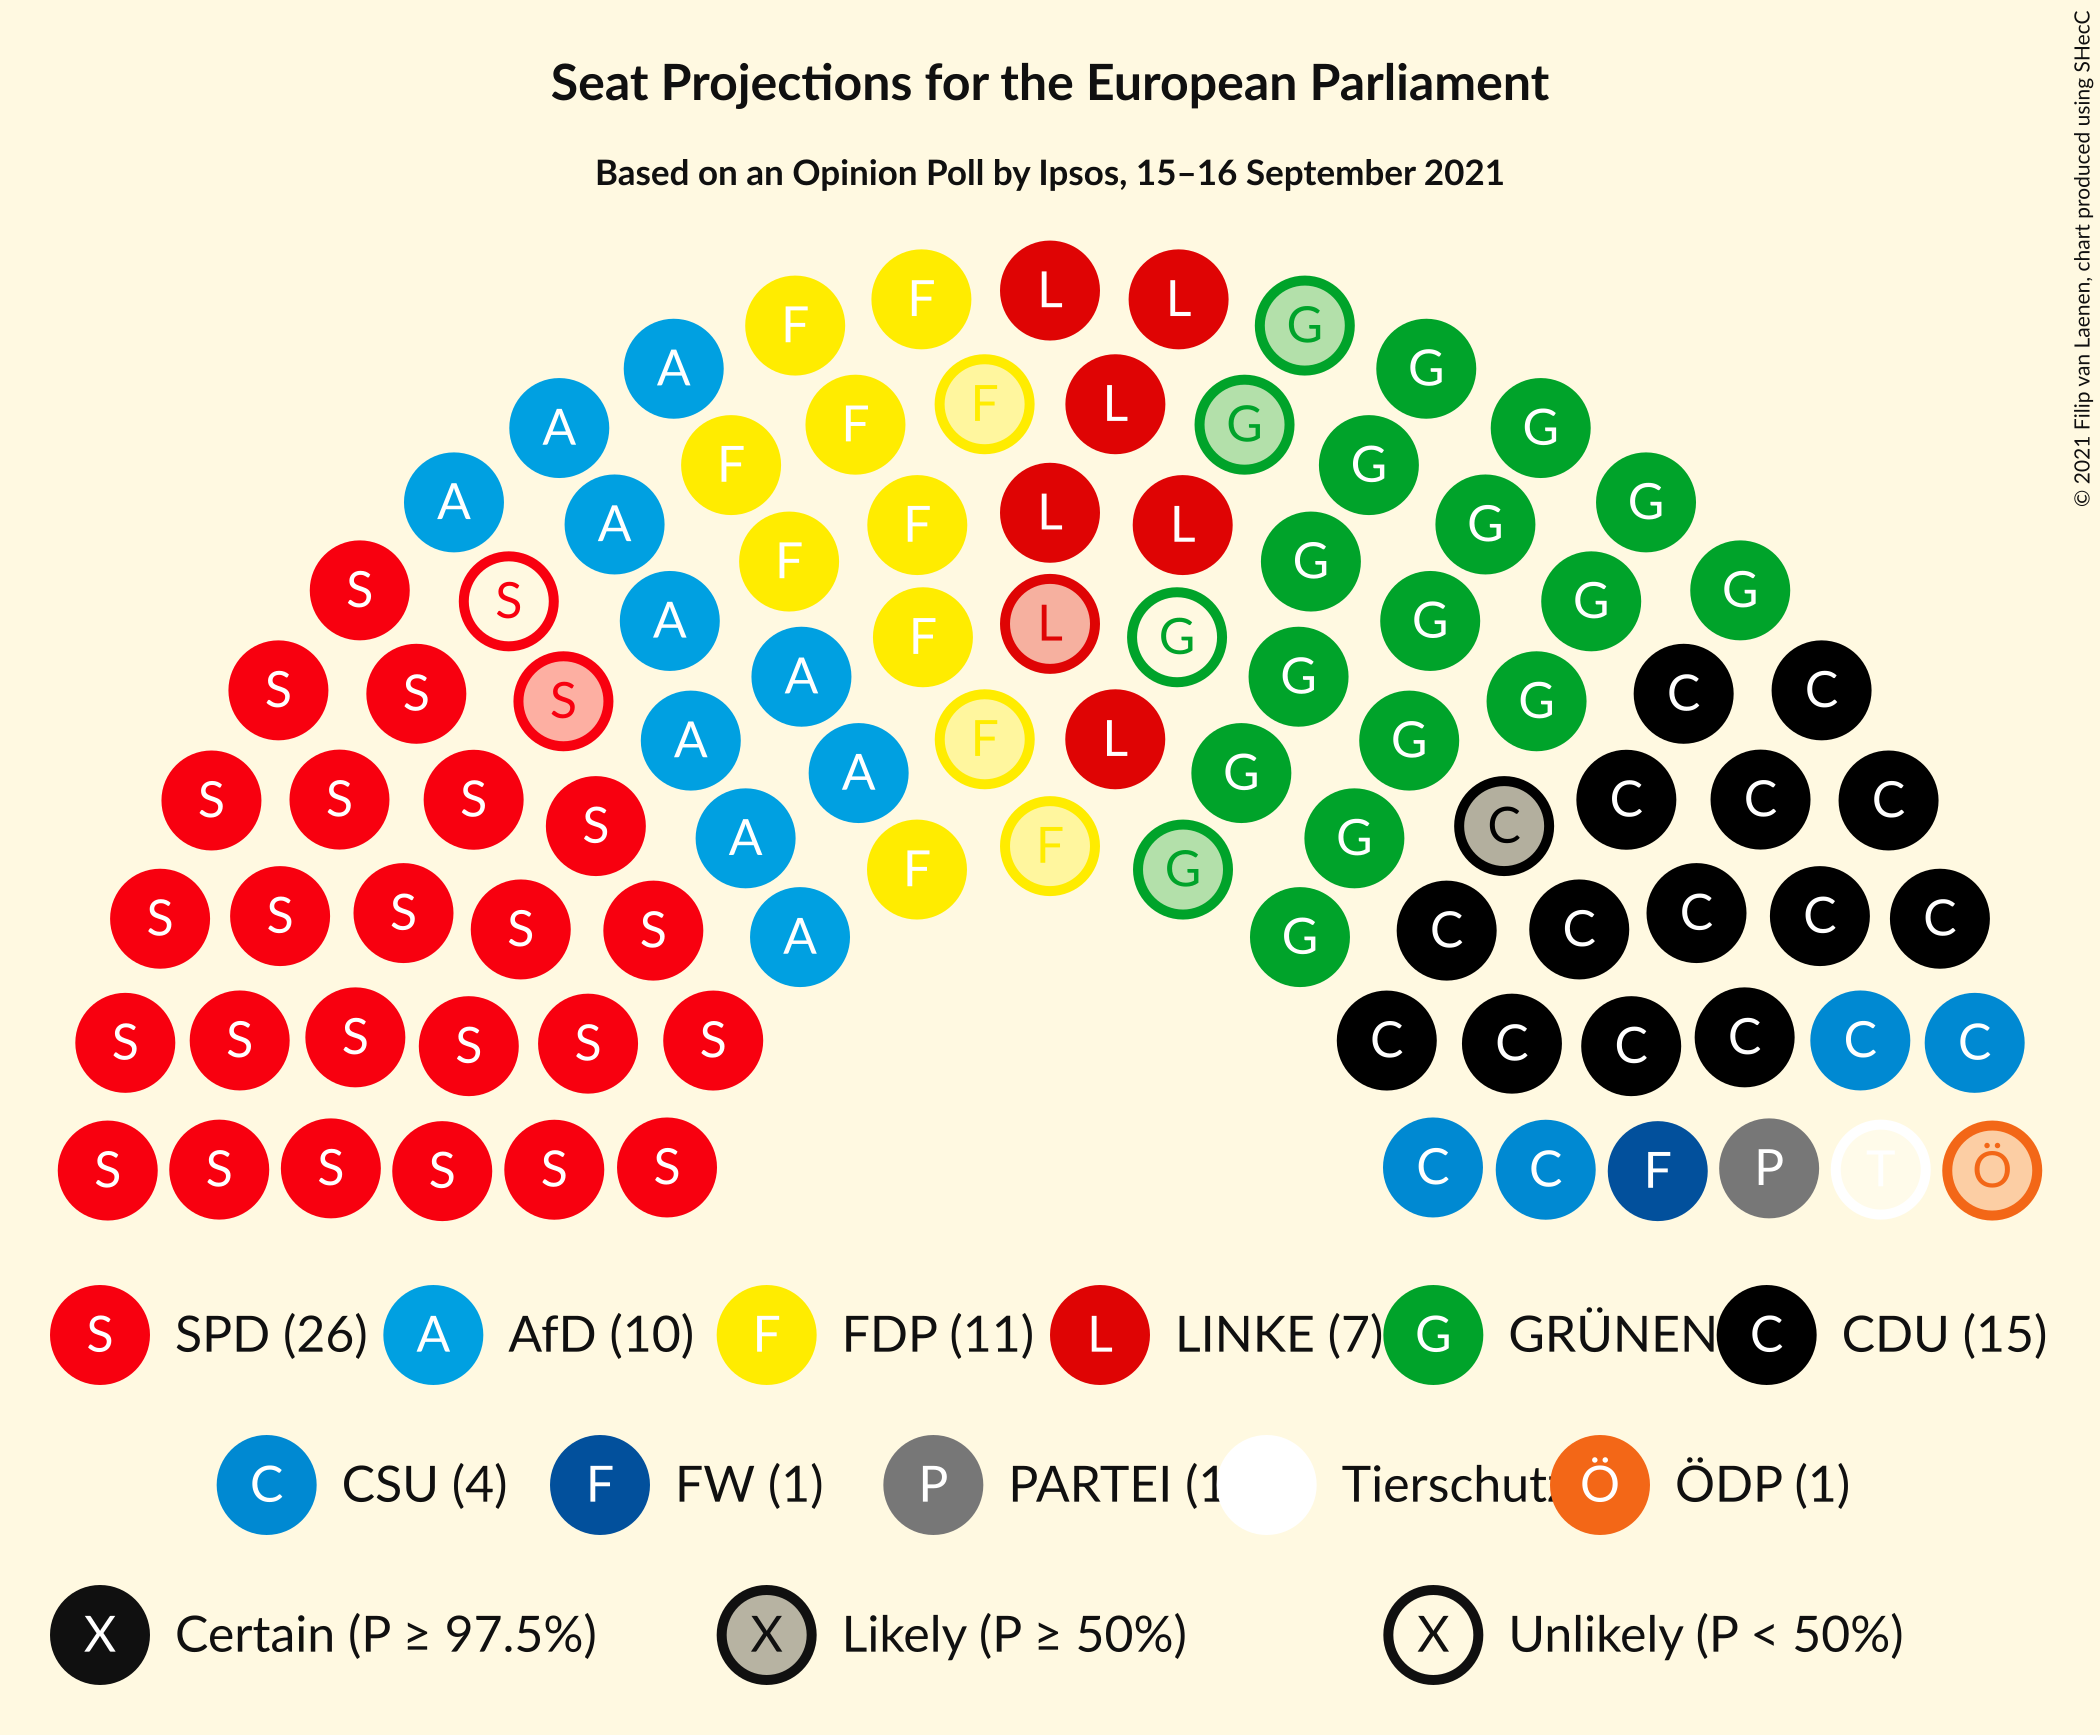 Seat Projections for the European Parliament
Based on an Opinion Poll by Ipsos, 15–16 September 2021
© 2021 Filip van Laenen, chart produced using SHecC
F F L L G
A F F L G G
A F F L G G
A A F L L G G G
S S A F L G G G G
S S S A A F L G G G C C
S S S S A A F G G C C C C
S S S S S A F F G G C C C C C
S S S S S S C C C C C C
S S S S S S C C F P T Ö
S SPD (26) A AfD (10) F FDP (11) L LINKE (7) G GRÜNEN C CDU (15)
C CSU (4) F FW (1) P PARTEI (1 Tierschutz Ö ÖDP (1)
X Certain (P ≥ 97.5%) X Likely (P ≥ 50%) X Unlikely (P < 50%)